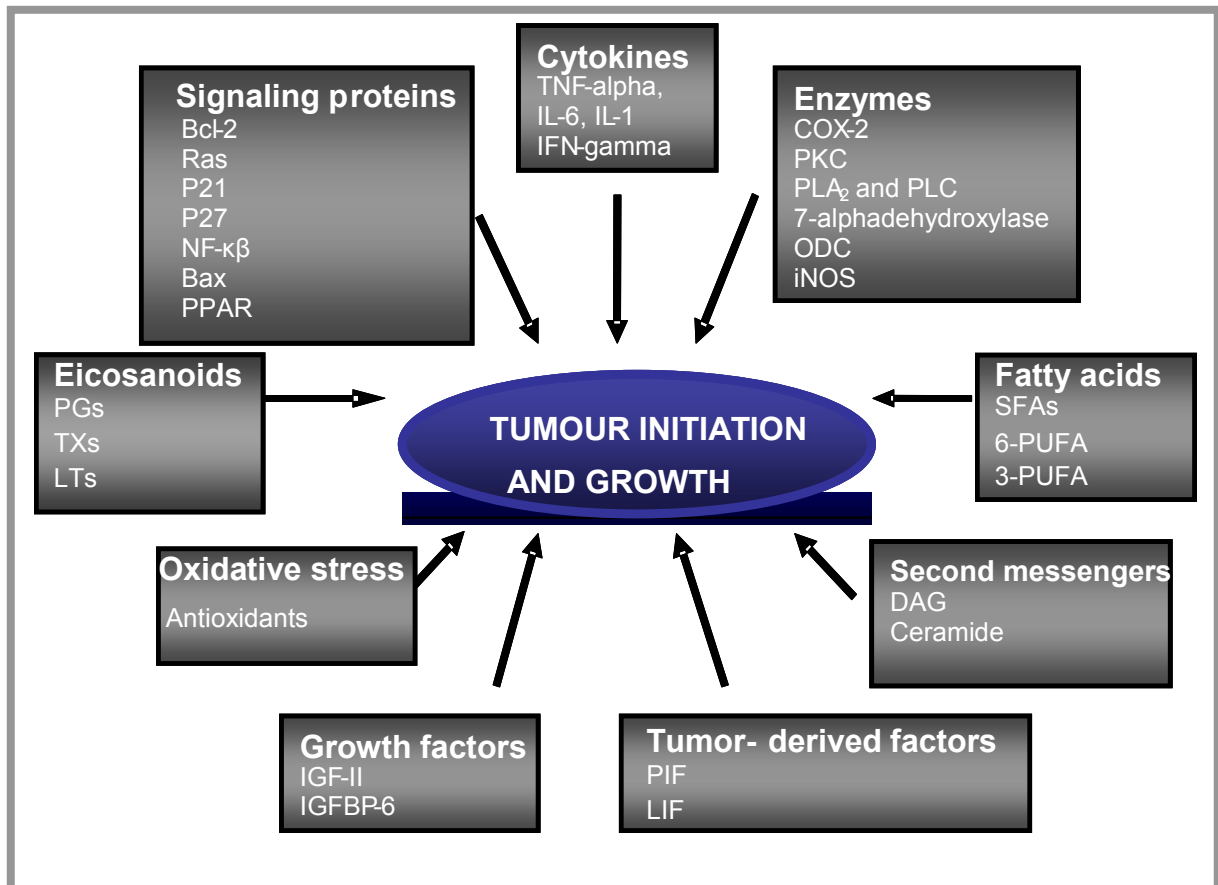 Cytokines
TNF-alpha,
IL-6, IL-1
IFN-gamma
Signaling proteins
Bcl-2
Ras
P21
P27
NF-κβ
Bax
PPAR
Enzymes
COX-2
PKC
PLA₂ and PLC
7-alphadehydroxylase
ODC
iNOS
Eicosanoids
PGs
TXs
LTs
TUMOUR INITIATION
AND GROWTH
Fatty acids
SFAs
6-PUFA
3-PUFA
Oxidative stress
Antioxidants
Second messengers
DAG
Ceramide
Growth factors
IGF-II
IGFBP-6
Tumor- derived factors
PIF
LIF